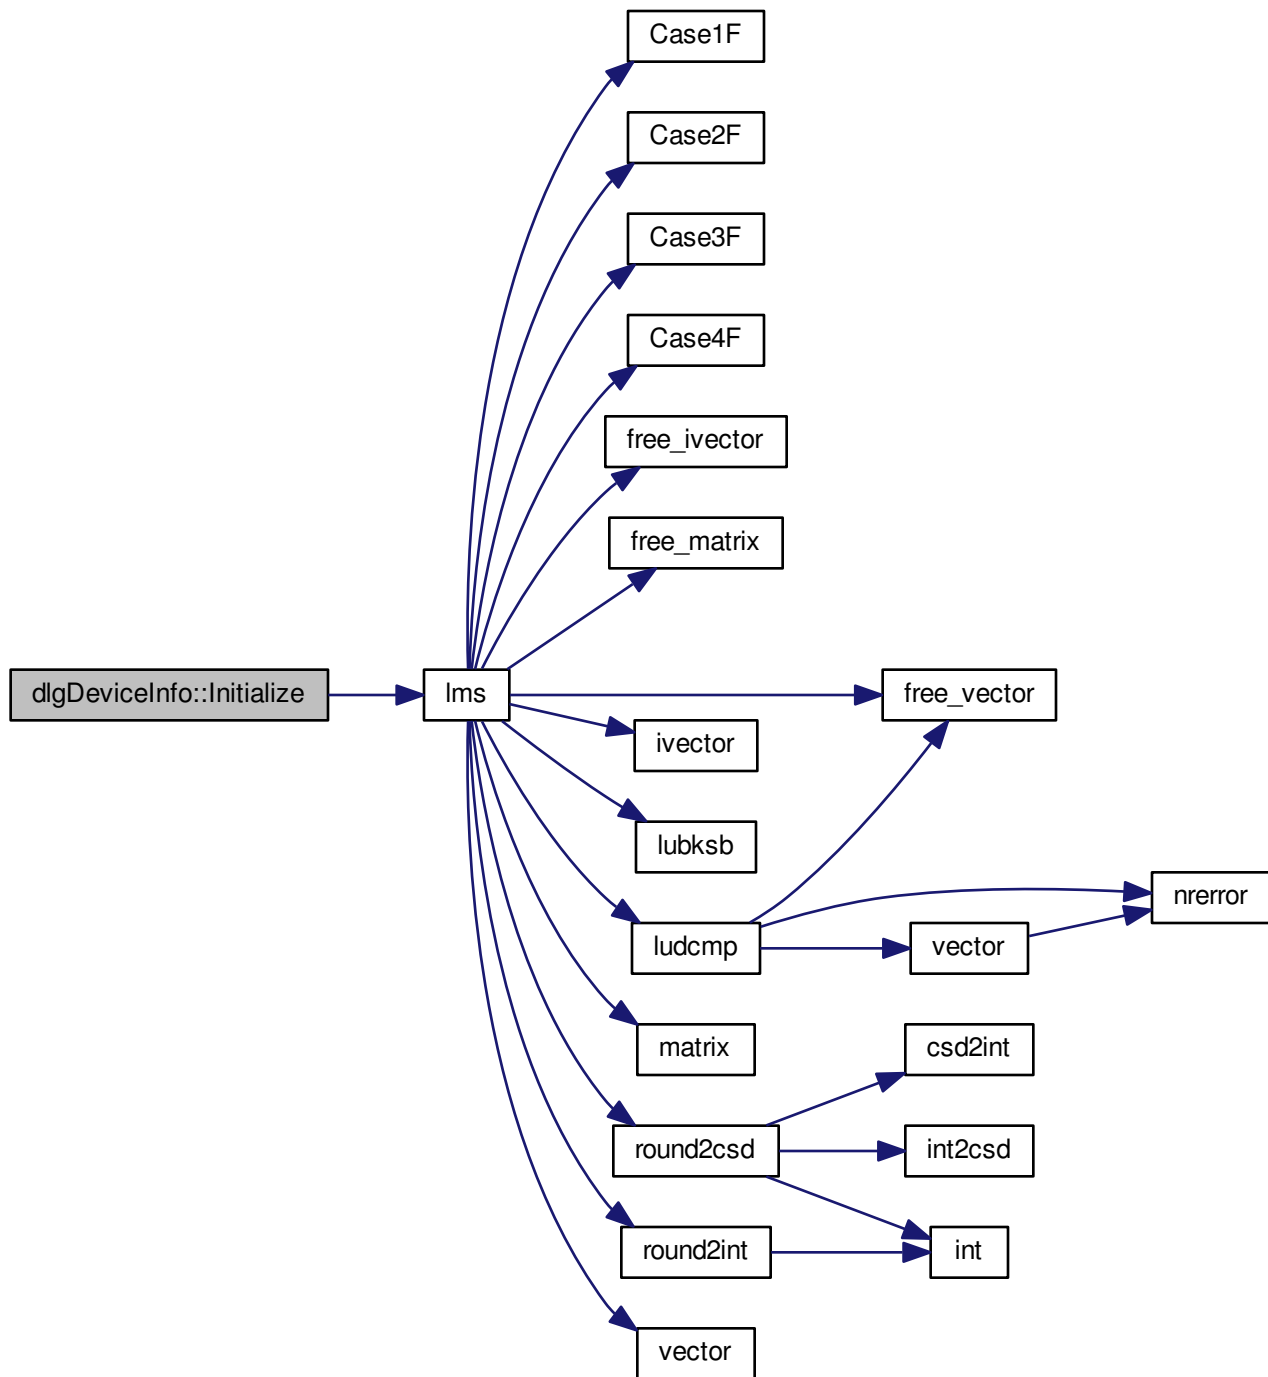 Case1F
Case2F
Case3F
Case4F
free_ivector
free_matrix
dlgDeviceInfo::Initialize
lms
free_vector
ivector
lubksb
nrerror
ludcmp
vector
matrix
csd2int
round2csd
int2csd
round2int
int
vector